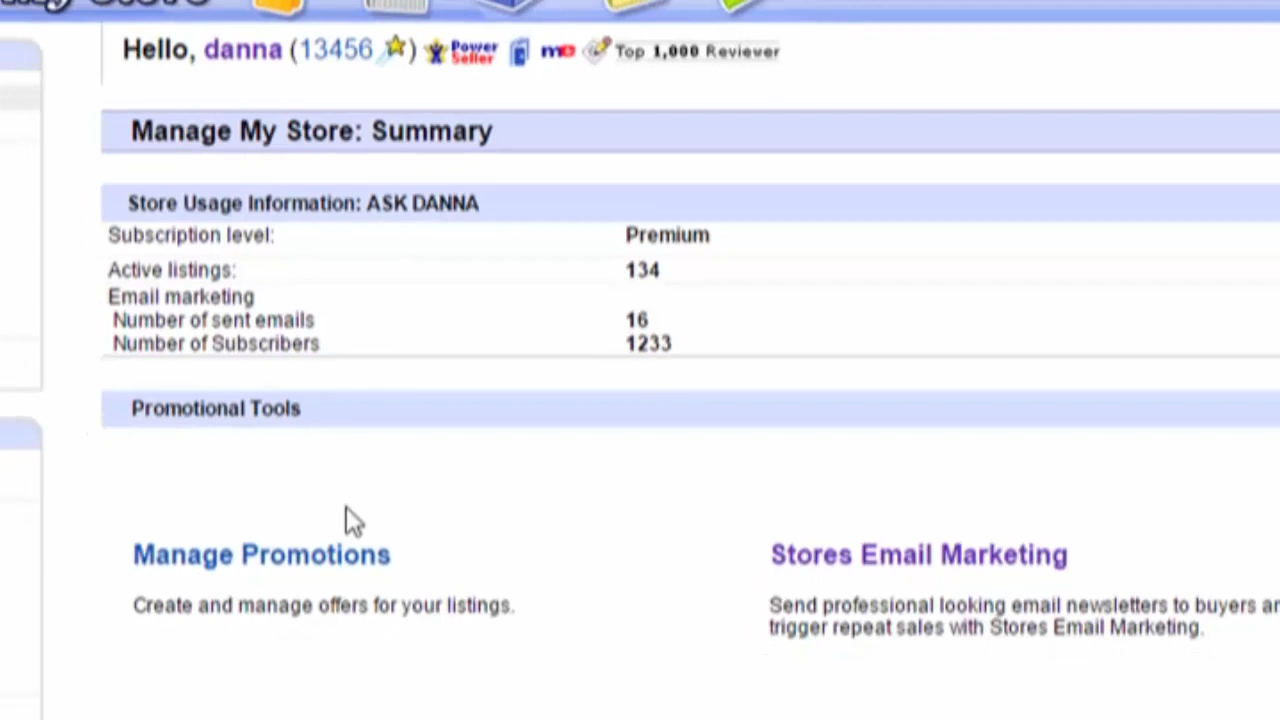 My Store
Hello, danna (13456) Power Seller me Top 1,000 Reviewer
Manage My Store: Summary
Store Usage Information: ASK DANNA
Subscription level: Premium
Active listings: 134
Email marketing
Number of sent emails 16
Number of Subscribers 1233
Promotional Tools
Manage Promotions Stores Email Marketing
Create and manage offers for your listings. Send professional looking email newsletters to buyers
trigger repeat sales with Stores Email Marketing.